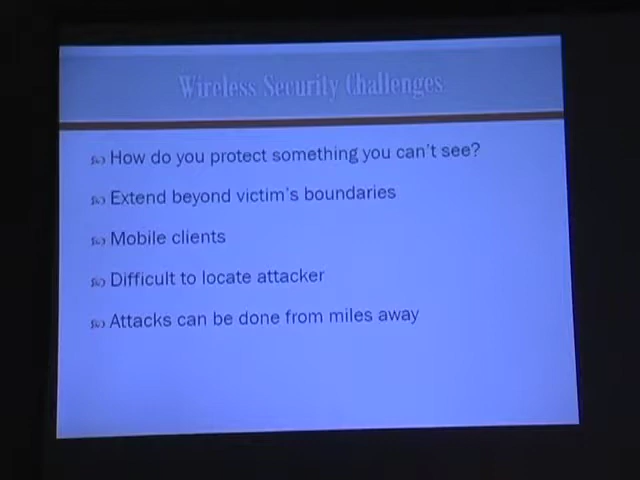 Wireless Security Challenges
How do you protect something you can't see?
Extend beyond victim's boundaries
Mobile clients
Difficult to locate attacker
Attacks can be done from miles away